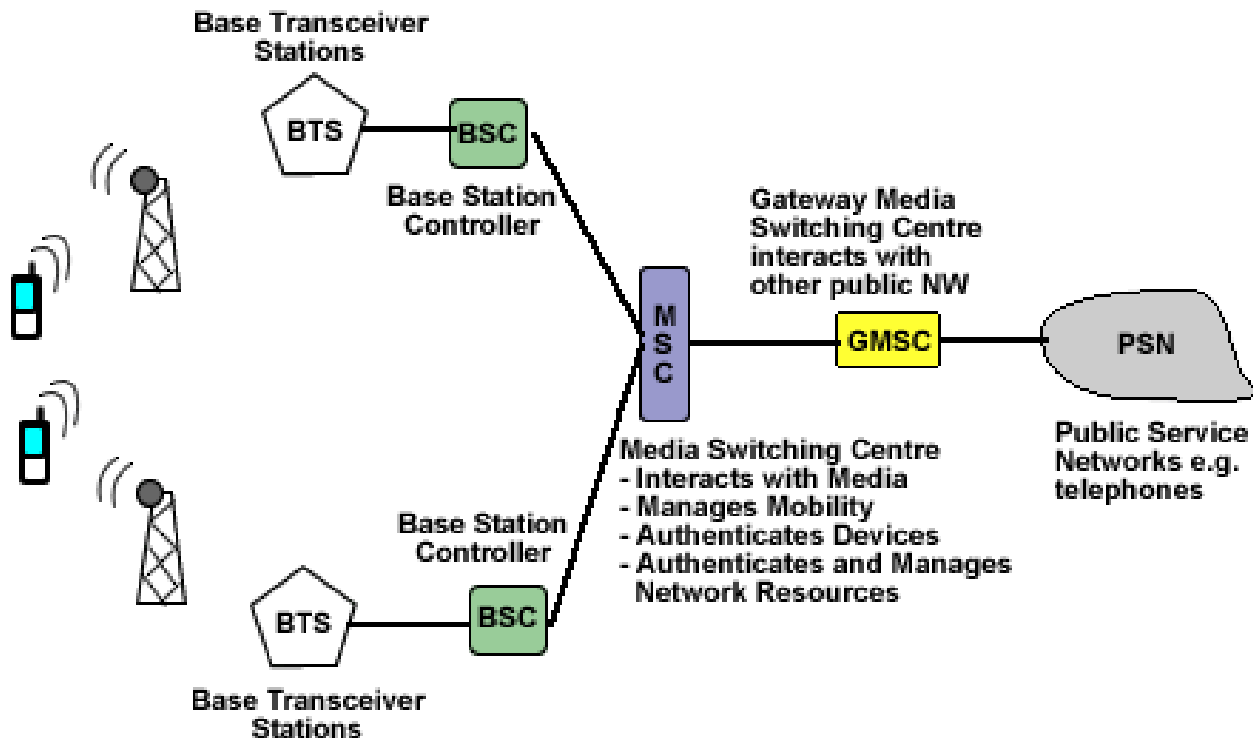 Base Transceiver
Stations
BTS
BSC
Base Station
Controller
Gateway Media
Switching Centre
interacts with
other public NW
M
S
C
GMSC
PSN
Public Service
Networks e.g.
telephones
Media Switching Centre
- Interacts with Media
- Manages Mobility
- Authenticates Devices
- Authenticates and Manages
Network Resources
Base Station
Controller
BTS
BSC
Base Transceiver
Stations